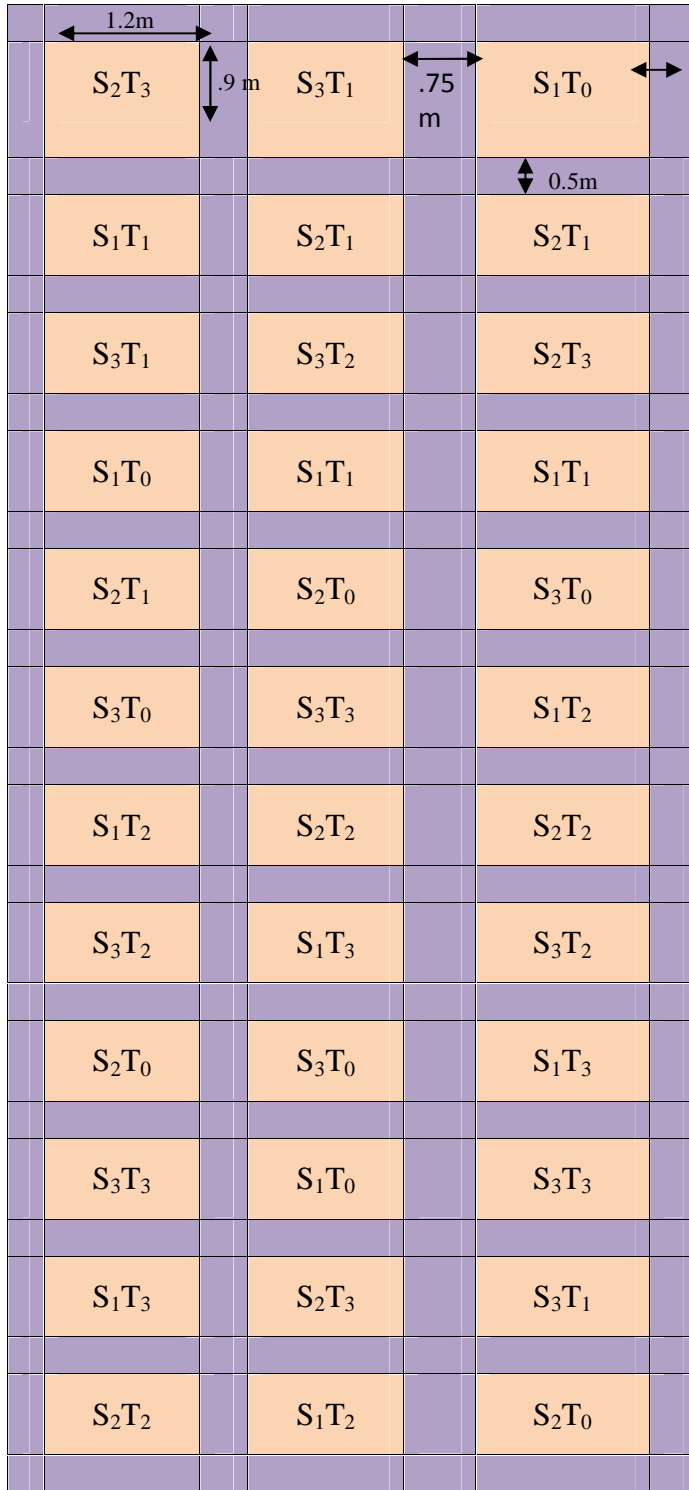 1.2m
S₂T₃ .9 m S₃T₁ .75 m S₁T₀
0.5m
S₁T₁ S₂T₁ S₂T₁
S₃T₁ S₃T₂ S₂T₃
S₁T₀ S₁T₁ S₁T₁
S₂T₁ S₂T₀ S₃T₀
S₃T₀ S₃T₃ S₁T₂
S₁T₂ S₂T₂ S₂T₂
S₃T₂ S₁T₃ S₃T₂
S₂T₀ S₃T₀ S₁T₃
S₃T₃ S₁T₀ S₃T₃
S₁T₃ S₂T₃ S₃T₁
S₂T₂ S₁T₂ S₂T₀